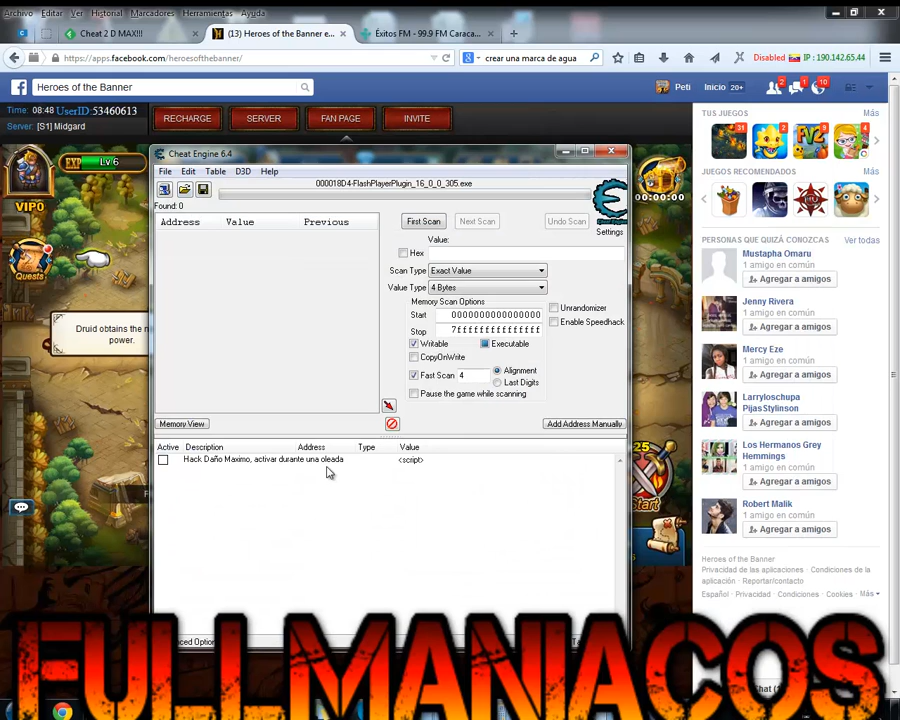 Archivo Editar Ver Historial Marcadores Herramientas Ayuda
Cheat 2 D MAX!!!
(13) Heroes of the Banner e...
Éxitos FM - 99.9 FM Caraca...
https://apps.facebook.com/heroesofthebanner/
crear una marca de agua
Disabled
IP : 190.142.65.44
Heroes of the Banner
Peti
Inicio 20+
2
1
10
Time: 08:48 UserID:53460613
Server: [S1] Midgard
RECHARGE
SERVER
FAN PAGE
INVITE
EXP
Lv 6
VIP0
Quests
Druid obtains the
power.
00:00:00
25
Start
Cheat Engine 6.4
File Edit Table D3D Help
000018D4-FlashPlayerPlugin_16_0_0_305.exe
Found: 0
Address Value Previous
First Scan
Next Scan
Undo Scan
Cheat Engine
Settings
Value:
Hex
Scan Type Exact Value
Value Type 4 Bytes
Memory Scan Options
Start 0000000000000000
Stop 7fffffffffffffff
Writable
Executable
CopyOnWrite
Fast Scan 4
Alignment
Last Digits
Pause the game while scanning
Unrandomizer
Enable Speedhack
Memory View
Add Address Manually
Active Description Address Type Value
Hack Daño Maximo, activar durante una oleada <script>
TUS JUEGOS Más
31
4
JUEGOS RECOMENDADOS Más
PERSONAS QUE QUIZÁ CONOZCAS
Ver todas
Mustapha Omaru
1 amigo en común
Agregar a amigos
Jenny Rivera
1 amigo en común
Agregar a amigos
Mercy Eze
1 amigo en común
Agregar a amigos
Larryloschupa
PijasStylinson
1 amigo en común
Agregar a amigos
Los Hermanos Grey
Hemmings
1 amigo en común
Agregar a amigos
Robert Malik
1 amigo en común
Agregar a amigos
Heroes of the Banner
Privacidad de las aplicaciones · Condiciones de la
aplicación · Reportar/contacto
Español · Privacidad · Condiciones · Cookies · Más
FULLMANIACOS